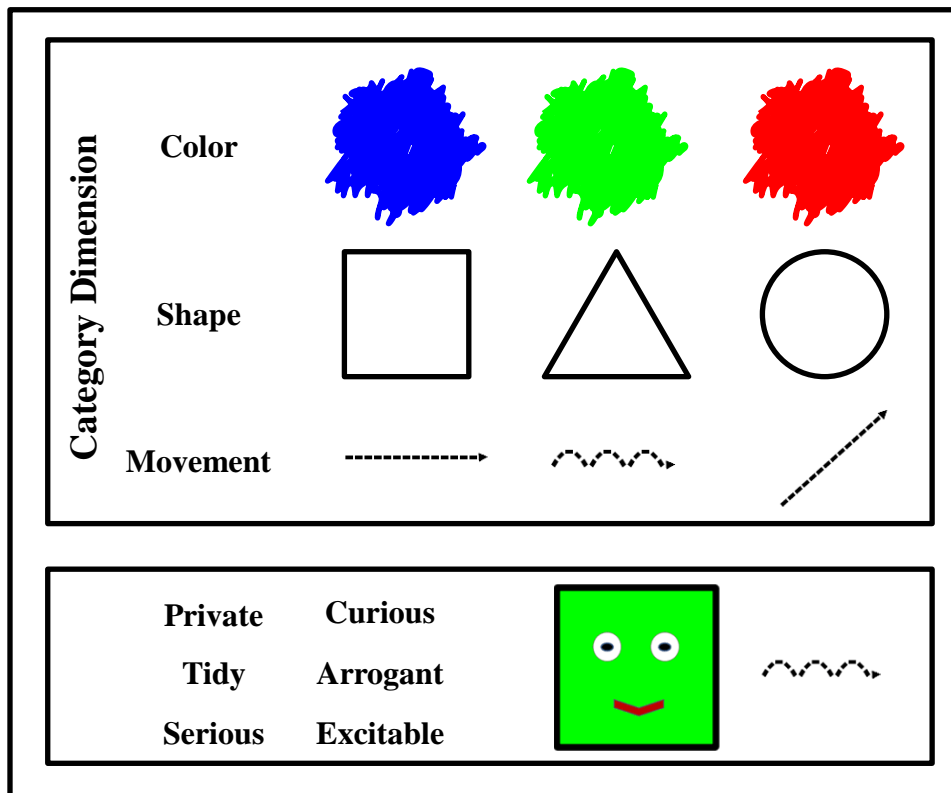 Category Dimension
Color
Shape
Movement
Private Curious
Tidy Arrogant
Serious Excitable